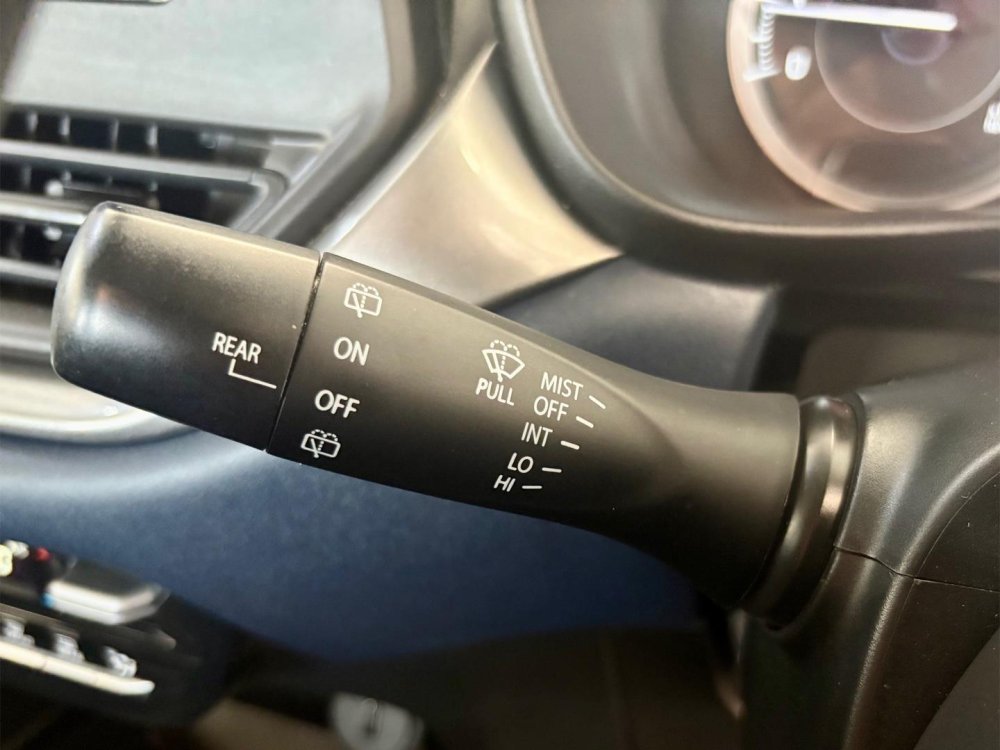 REAR
ON
OFF
PULL
MIST
OFF
INT
LO
HI